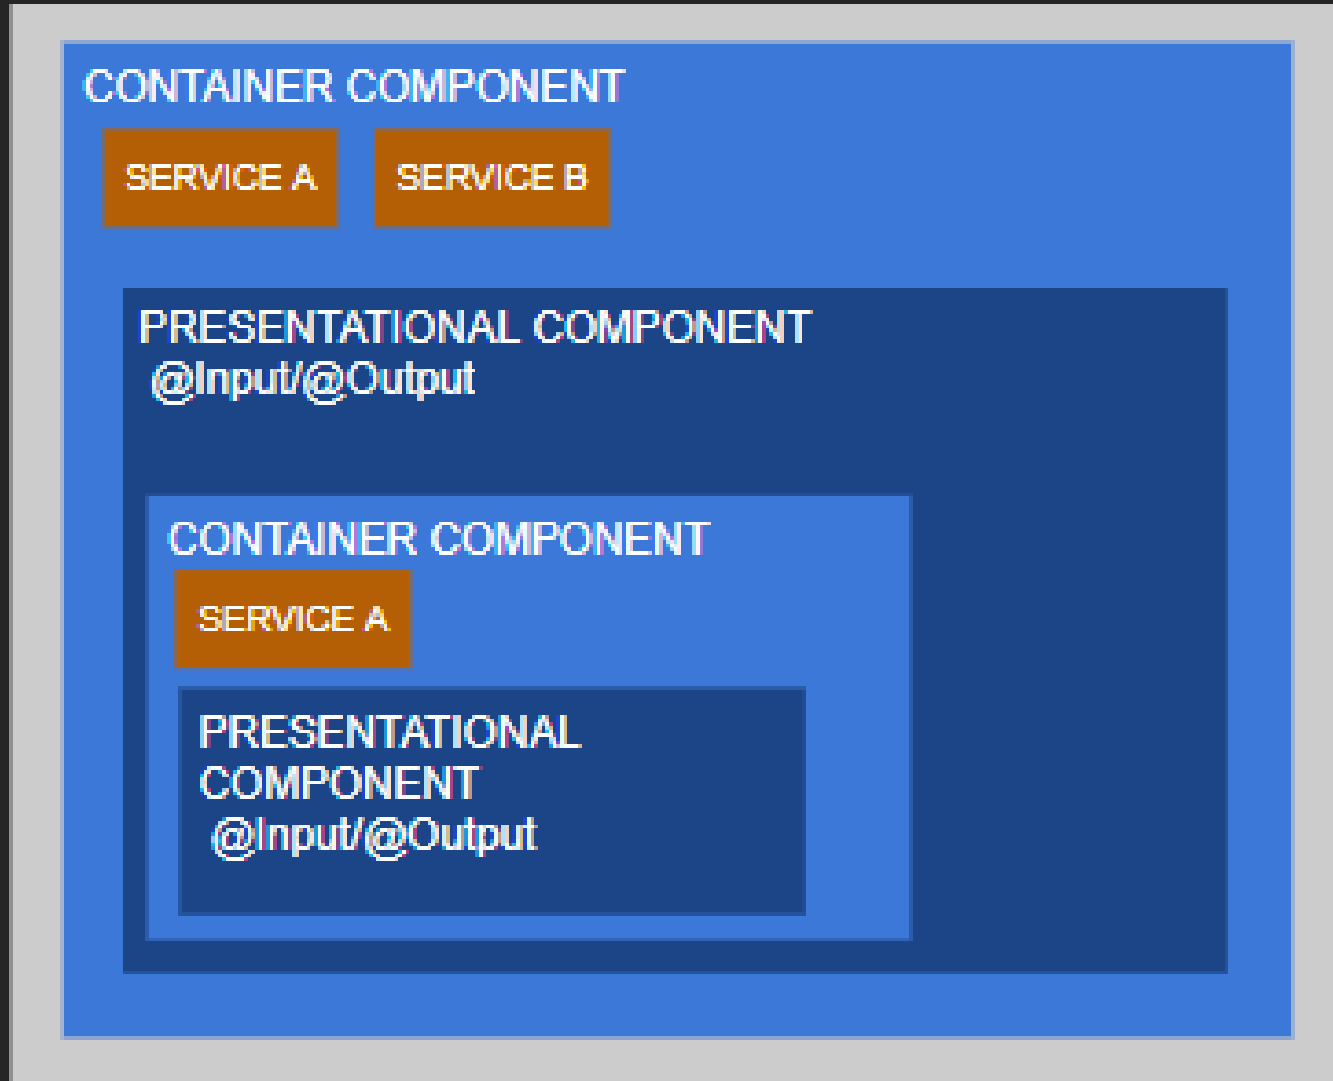 CONTAINER COMPONENT
SERVICE A
SERVICE B
PRESENTATIONAL COMPONENT
@Input/@Output
CONTAINER COMPONENT
SERVICE A
PRESENTATIONAL
COMPONENT
@Input/@Output